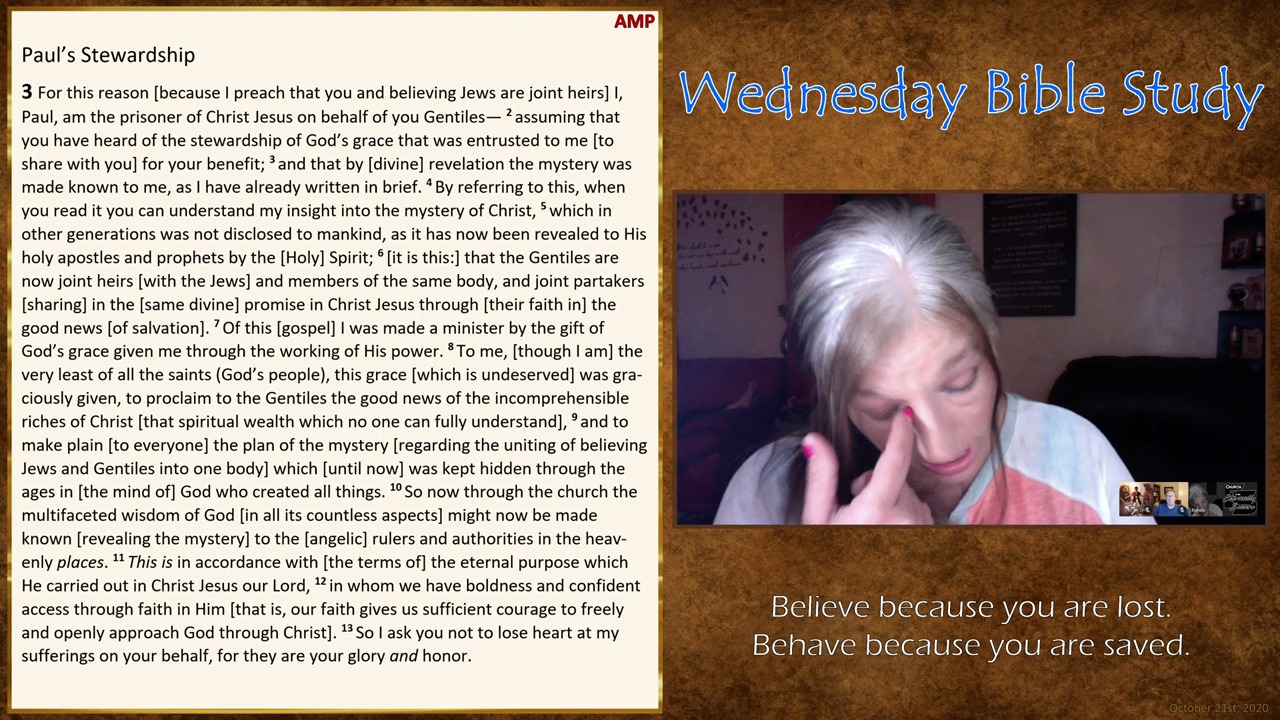 AMP
Paul's Stewardship
3 For this reason [because I preach that you and believing Jews are joint heirs] I,
Paul, am the prisoner of Christ Jesus on behalf of you Gentiles— 2 assuming that
you have heard of the stewardship of God's grace that was entrusted to me [to
share with you] for your benefit; 3 and that by [divine] revelation the mystery was
made known to me, as I have already written in brief. 4 By referring to this, when
you read it you can understand my insight into the mystery of Christ, 5 which in
other generations was not disclosed to mankind, as it has now been revealed to His
holy apostles and prophets by the [Holy] Spirit; 6 [it is this:] that the Gentiles are
now joint heirs [with the Jews] and members of the same body, and joint partakers
[sharing] in the [same divine] promise in Christ Jesus through [their faith in] the
good news [of salvation]. 7 Of this [gospel] I was made a minister by the gift of
God's grace given me through the working of His power. 8 To me, [though I am] the
very least of all the saints (God's people), this grace [which is undeserved] was gra-
ciously given, to proclaim to the Gentiles the good news of the incomprehensible
riches of Christ [that spiritual wealth which no one can fully understand], 9 and to
make plain [to everyone] the plan of the mystery [regarding the uniting of believing
Jews and Gentiles into one body] which [until now] was kept hidden through the
ages in [the mind of] God who created all things. 10 So now through the church the
multifaceted wisdom of God [in all its countless aspects] might now be made
known [revealing the mystery] to the [angelic] rulers and authorities in the heav-
enly places. 11 This is in accordance with [the terms of] the eternal purpose which
He carried out in Christ Jesus our Lord, 12 in whom we have boldness and confident
access through faith in Him [that is, our faith gives us sufficient courage to freely
and openly approach God through Christ]. 13 So I ask you not to lose heart at my
sufferings on your behalf, for they are your glory and honor.
Wednesday Bible Study
CHURCH
Renee
Believe because you are lost.
Behave because you are saved.
October 21st, 2020